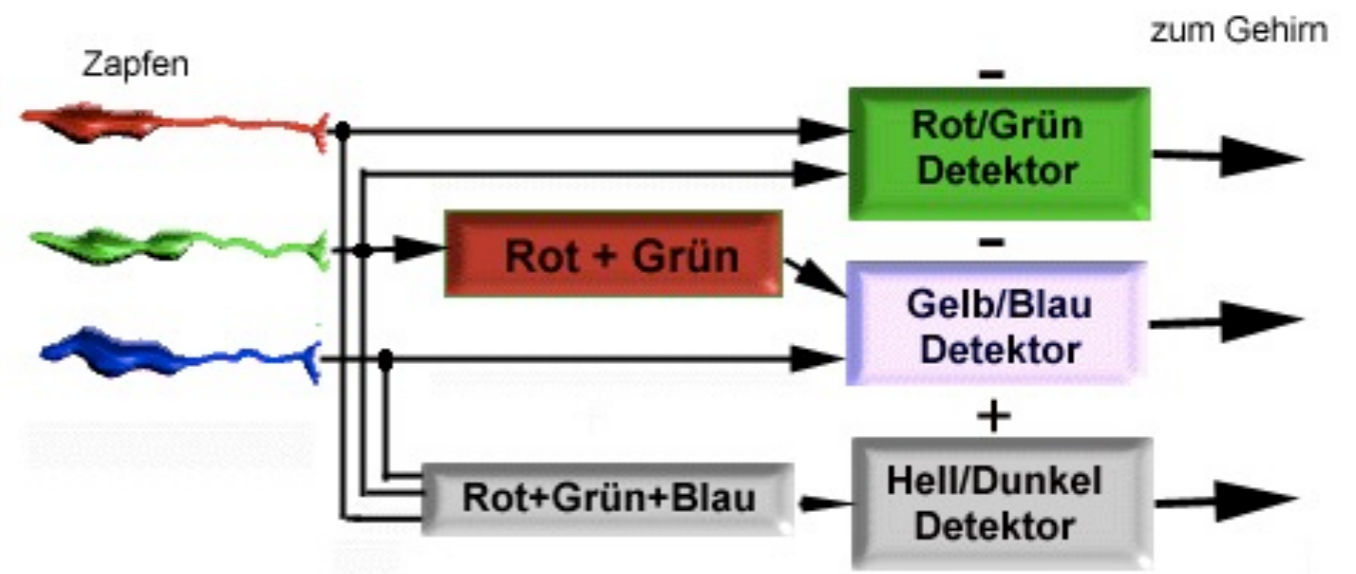 zum Gehirn
Zapfen
-
Rot/Grün
Detektor
Rot + Grün
-
Gelb/Blau
Detektor
+
Rot+Grün+Blau
Hell/Dunkel
Detektor